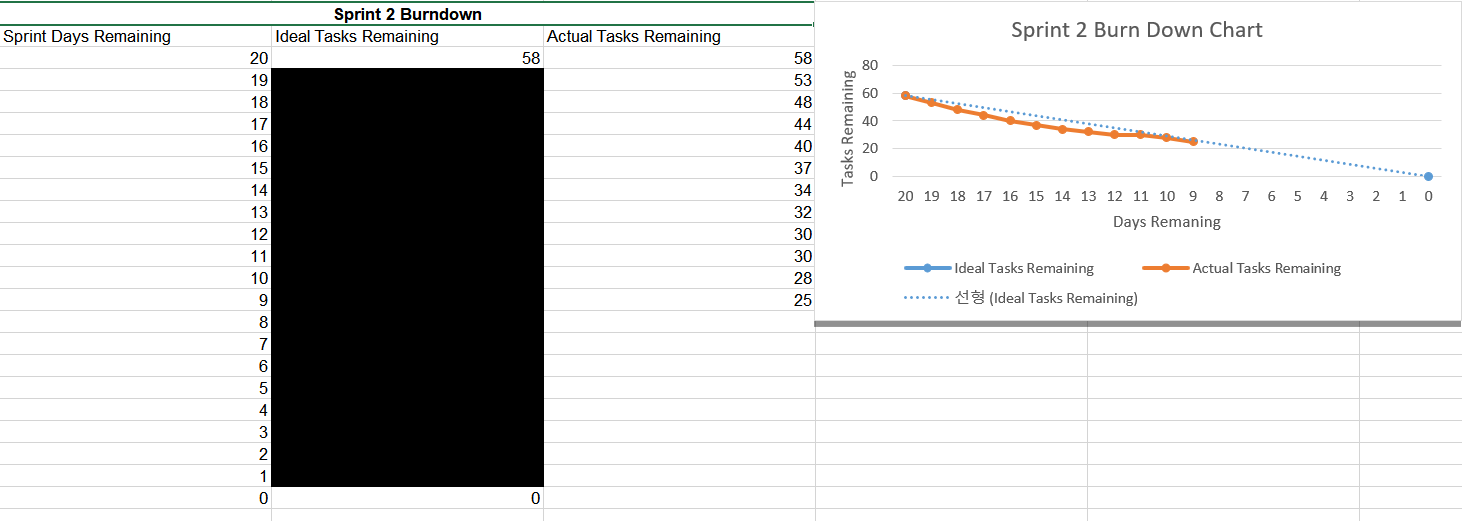 Sprint 2 Burndown
Sprint Days Remaining Ideal Tasks Remaining Actual Tasks Remaining
20 58 58
19 53
18 48
17 44
16 40
15 37
14 34
13 32
12 30
11 30
10 28
9 25
8
7
6
5
4
3
2
1
0 0
Sprint 2 Burn Down Chart
80
60
40
20
0
Tasks Remaining
20 19 18 17 16 15 14 13 12 11 10 9 8 7 6 5 4 3 2 1 0
Days Remaning
Ideal Tasks Remaining Actual Tasks Remaining
선형 (Ideal Tasks Remaining)